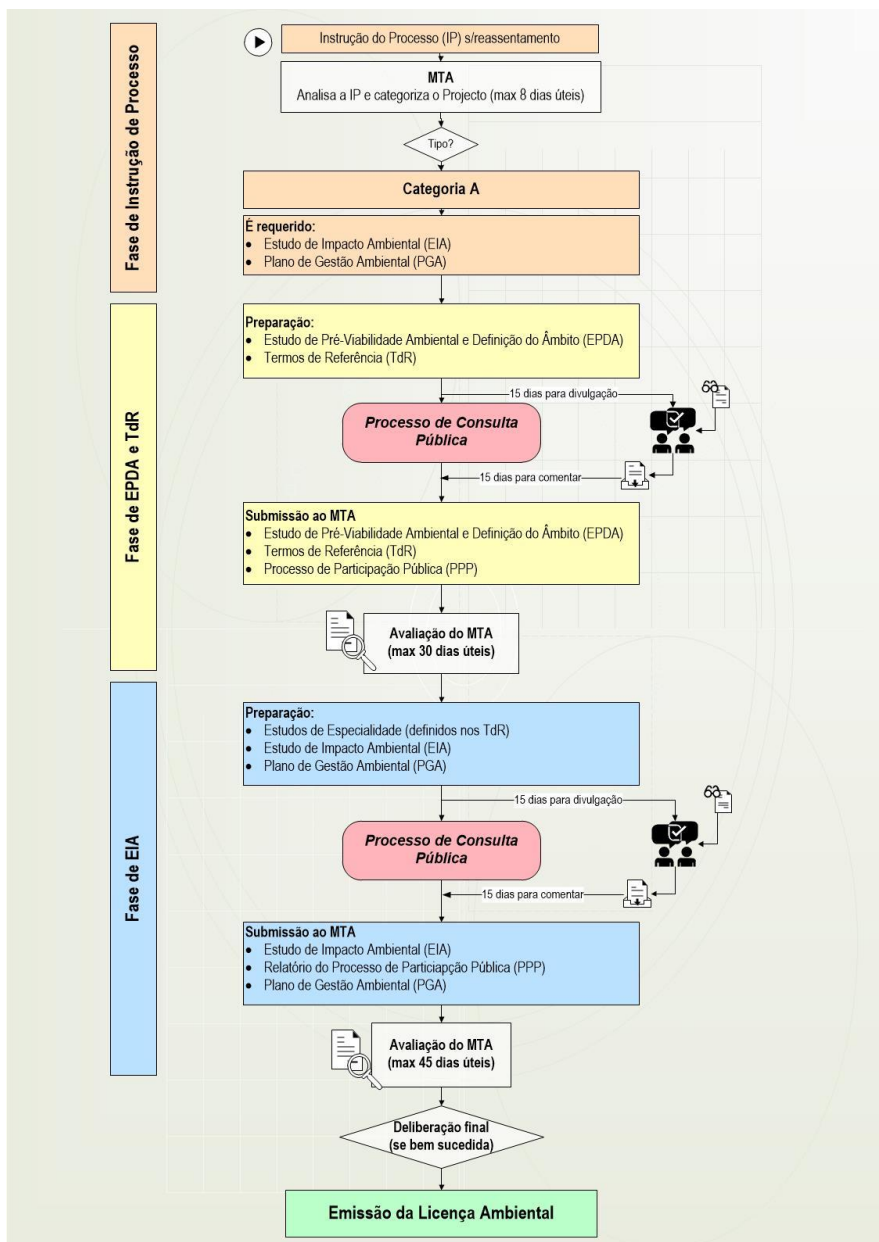 Fase de Instrução de Processo
Instrução do Processo (IP) s/reassentamento
MTA
Analisa a IP e categoriza o Projecto (max 8 dias úteis)
Tipo?
Categoria A
É requerido:
• Estudo de Impacto Ambiental (EIA)
• Plano de Gestão Ambiental (PGA)
Fase de EPDA e TdR
Preparação:
• Estudo de Pré-Viabilidade Ambiental e Definição do Âmbito (EPDA)
• Termos de Referência (TdR)
15 dias para divulgação
Processo de Consulta
Pública
15 dias para comentar
Submissão ao MTA
• Estudo de Pré-Viabilidade Ambiental e Definição do Âmbito (EPDA)
• Termos de Referência (TdR)
• Processo de Participação Pública (PPP)
Avaliação do MTA
(max 30 dias úteis)
Fase de EIA
Preparação:
• Estudos de Especialidade (definidos nos TdR)
• Estudo de Impacto Ambiental (EIA)
• Plano de Gestão Ambiental (PGA)
15 dias para divulgação
Processo de Consulta
Pública
15 dias para comentar
Submissão ao MTA
• Estudo de Impacto Ambiental (EIA)
• Relatório do Processo de Particiapção Pública (PPP)
• Plano de Gestão Ambiental (PGA)
Avaliação do MTA
(max 45 dias úteis)
Deliberação final
(se bem sucedida)
Emissão da Licença Ambiental